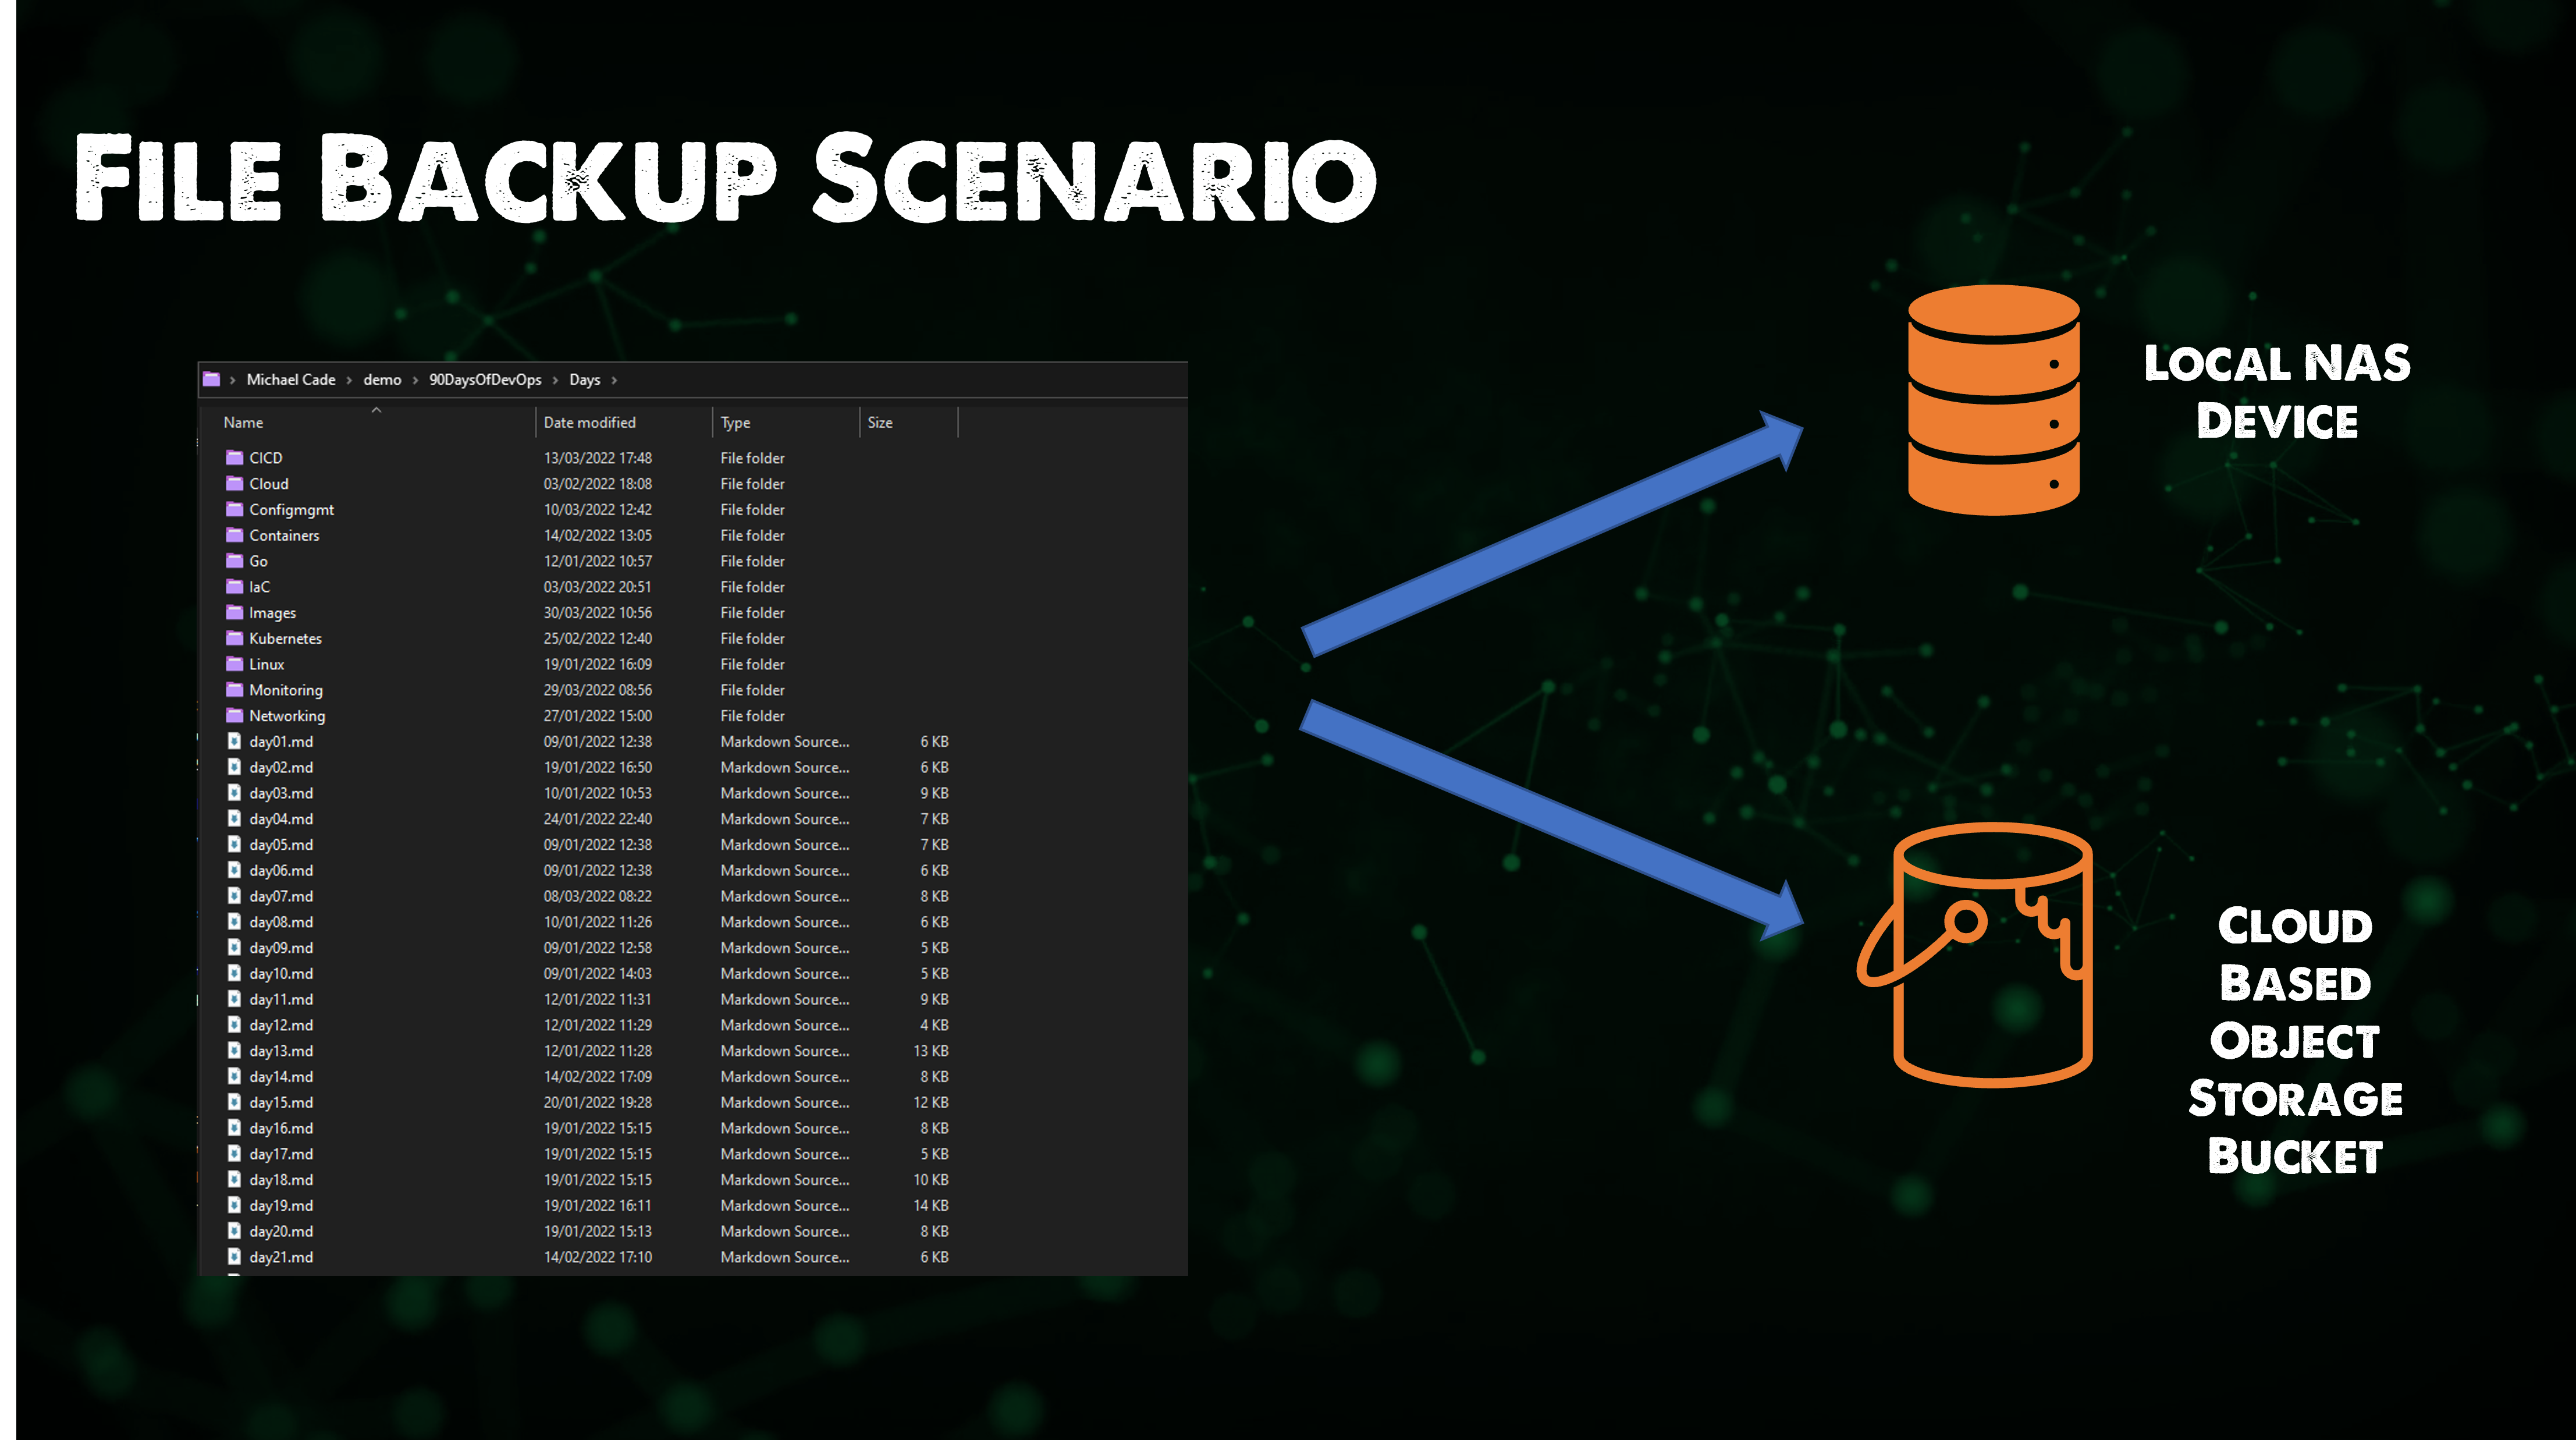 File Backup Scenario
Michael Cade > demo > 90DaysOfDevOps > Days >
Name Date modified Type Size
CICD 13/03/2022 17:48 File folder
Cloud 03/02/2022 18:08 File folder
Configmgmt 10/03/2022 12:42 File folder
Containers 14/02/2022 13:05 File folder
Go 12/01/2022 10:57 File folder
IaC 03/03/2022 20:51 File folder
Images 30/03/2022 10:56 File folder
Kubernetes 25/02/2022 12:40 File folder
Linux 19/01/2022 16:09 File folder
Monitoring 29/03/2022 08:56 File folder
Networking 27/01/2022 15:00 File folder
day01.md 09/01/2022 12:38 Markdown Source... 6 KB
day02.md 19/01/2022 16:50 Markdown Source... 6 KB
day03.md 10/01/2022 10:53 Markdown Source... 9 KB
day04.md 24/01/2022 22:40 Markdown Source... 7 KB
day05.md 09/01/2022 12:38 Markdown Source... 7 KB
day06.md 09/01/2022 12:38 Markdown Source... 6 KB
day07.md 08/03/2022 08:22 Markdown Source... 8 KB
day08.md 10/01/2022 11:26 Markdown Source... 6 KB
day09.md 09/01/2022 12:58 Markdown Source... 5 KB
day10.md 09/01/2022 14:03 Markdown Source... 5 KB
day11.md 12/01/2022 11:31 Markdown Source... 9 KB
day12.md 12/01/2022 11:29 Markdown Source... 4 KB
day13.md 12/01/2022 11:28 Markdown Source... 13 KB
day14.md 14/02/2022 17:09 Markdown Source... 8 KB
day15.md 20/01/2022 19:28 Markdown Source... 12 KB
day16.md 19/01/2022 15:15 Markdown Source... 8 KB
day17.md 19/01/2022 15:15 Markdown Source... 5 KB
day18.md 19/01/2022 15:15 Markdown Source... 10 KB
day19.md 19/01/2022 16:11 Markdown Source... 14 KB
day20.md 19/01/2022 15:13 Markdown Source... 8 KB
day21.md 14/02/2022 17:10 Markdown Source... 6 KB
Local NAS
Device
Cloud
Based
Object
Storage
Bucket